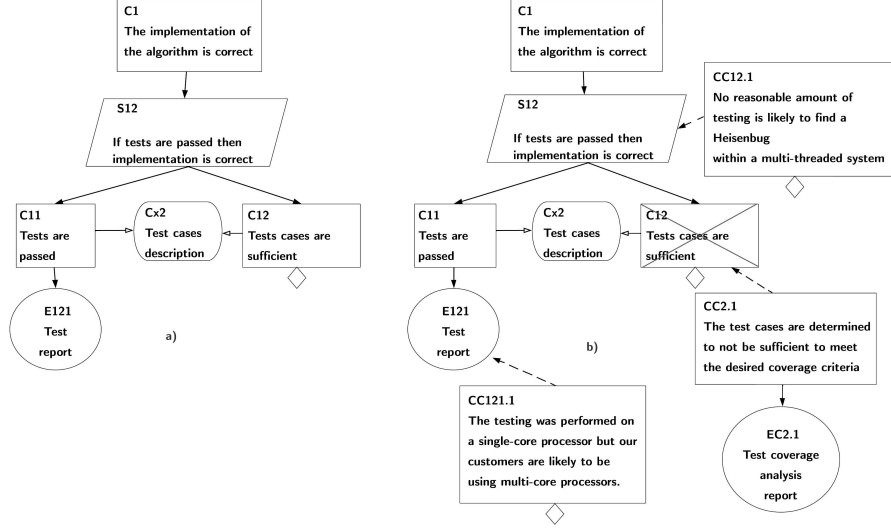 C1
The implementation of
the algorithm is correct
S12
If tests are passed then
implementation is correct
C11
Tests are
passed
Cx2
Test cases
description
C12
Tests cases are
sufficient
E121
Test
report
a)
C1
The implementation of
the algorithm is correct
CC12.1
No reasonable amount of
testing is likely to find a
Heisenbug
within a multi-threaded system
S12
If tests are passed then
implementation is correct
C11
Tests are
passed
Cx2
Test cases
description
C12
Tests cases are
sufficient
E121
Test
report
b)
CC2.1
The test cases are determined
to not be sufficient to meet
the desired coverage criteria
CC121.1
The testing was performed on
a single-core processor but our
customers are likely to be
using multi-core processors.
EC2.1
Test coverage
analysis
report